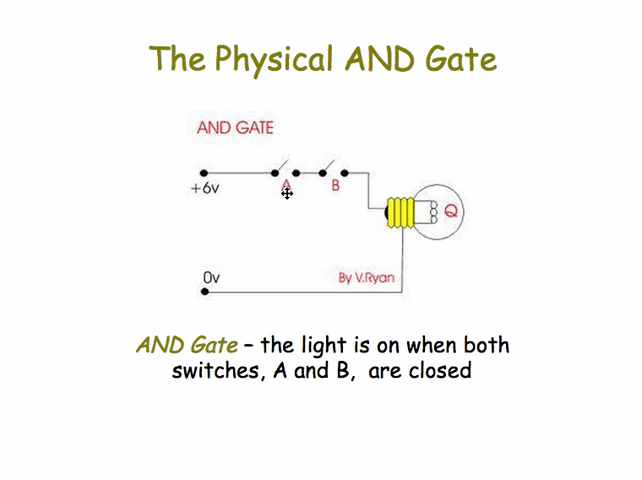 The Physical AND Gate
AND GATE
A B
+6v
Q
0v
By V.Ryan
AND Gate – the light is on when both
switches, A and B, are closed